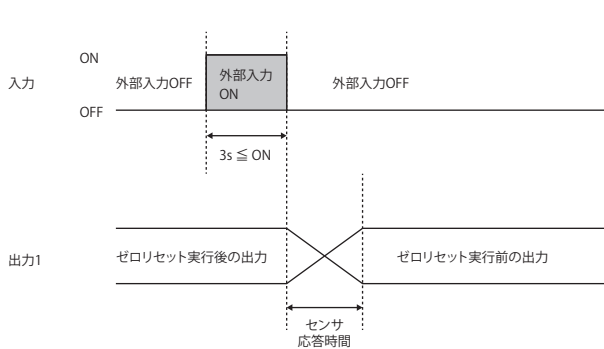 ON
入力
外部入力OFF
外部入力
ON
外部入力OFF
OFF
3s ≦ ON
出力1
ゼロリセット実行後の出力
ゼロリセット実行前の出力
センサ
応答時間